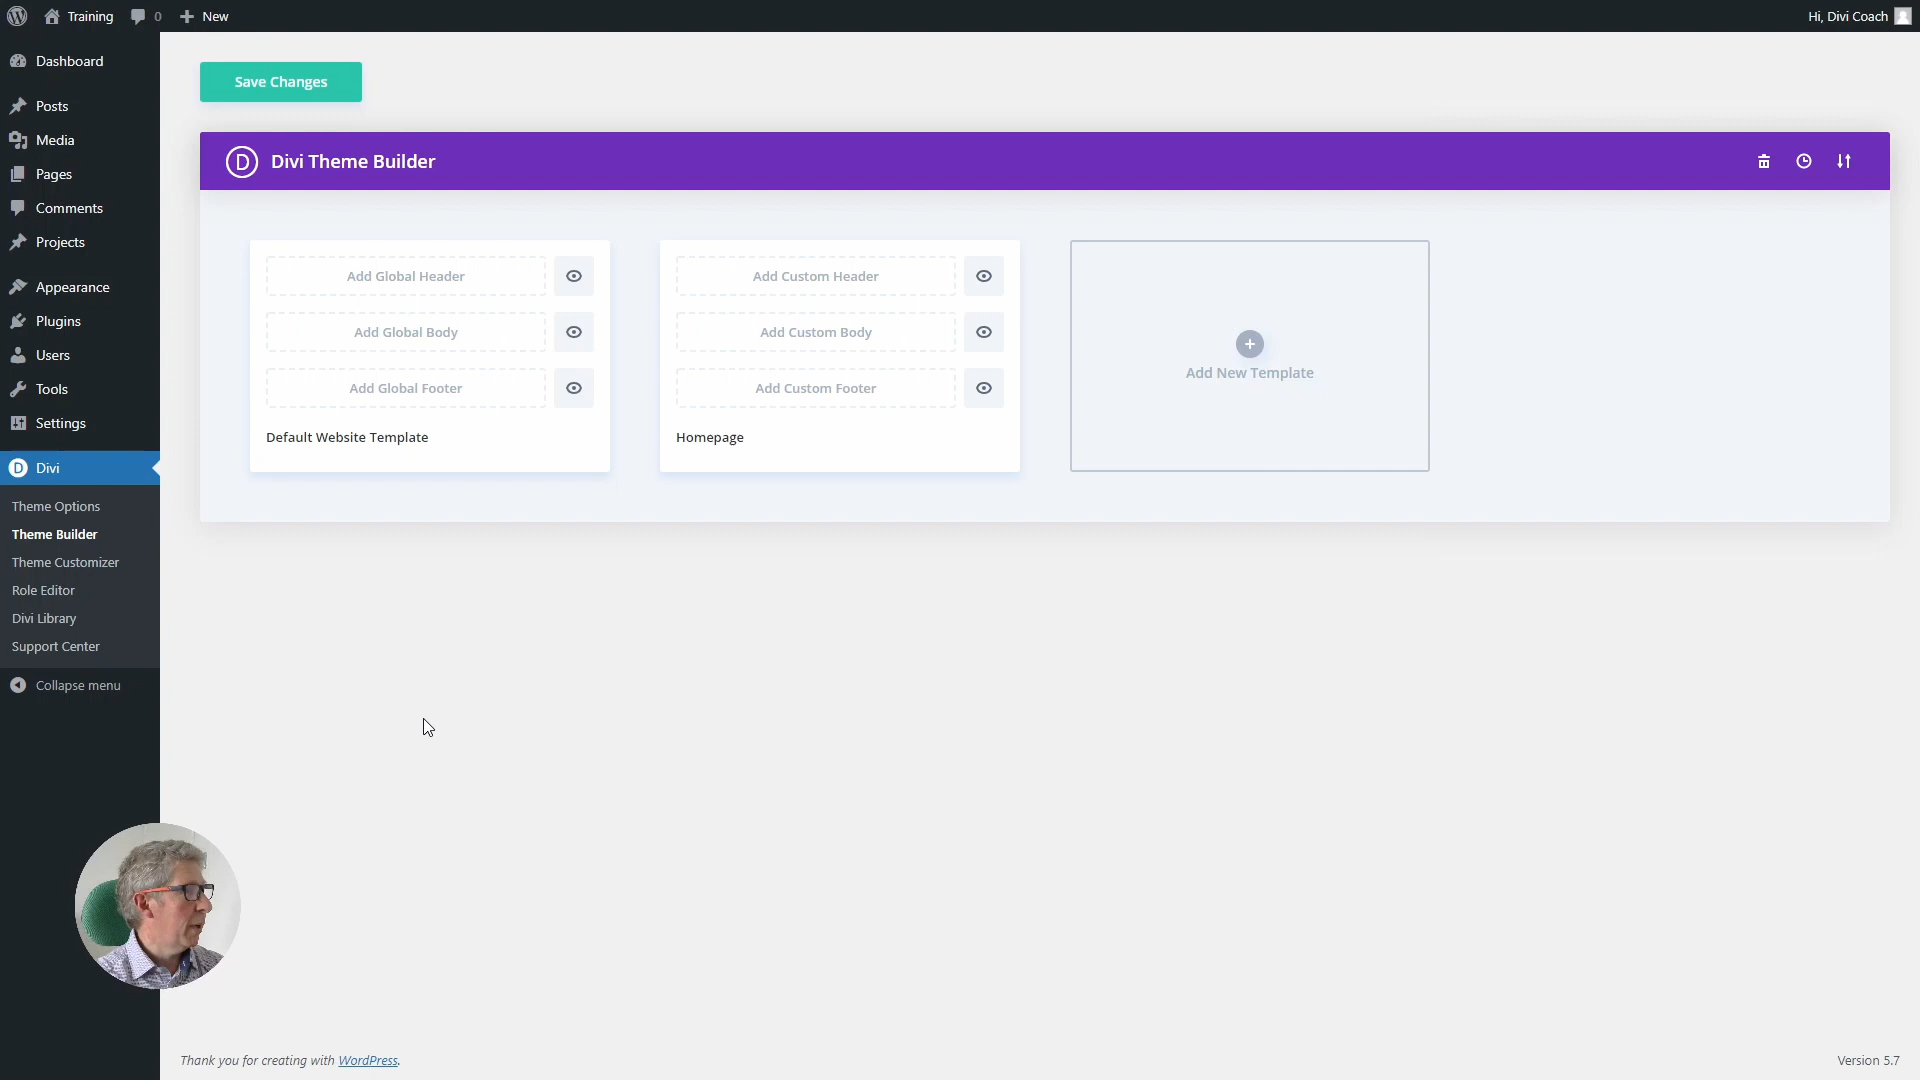 Training
0
New
Hi, Divi Coach
Dashboard
Posts
Media
Pages
Comments
Projects
Appearance
Plugins
Users
Tools
Settings
Divi
Theme Options
Theme Builder
Theme Customizer
Role Editor
Divi Library
Support Center
Collapse menu
Save Changes
D Divi Theme Builder
Add Global Header
Add Global Body
Add Global Footer
Default Website Template
Add Custom Header
Add Custom Body
Add Custom Footer
Homepage
Add New Template
Thank you for creating with WordPress.
Version 5.7